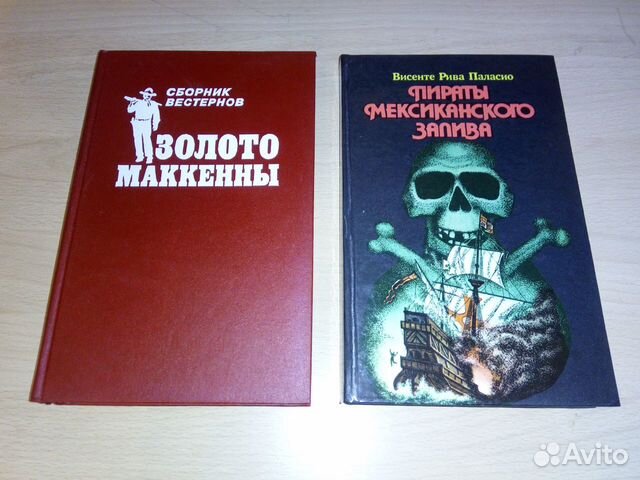 СБОРНИК
ВЕСТЕРНОВ
ЗОЛОТО
МАККЕННЫ
Висенте Рива Паласио
ПИРАТЫ
МЕКСИКАНСКОГО
ЗАЛИВА
Avito